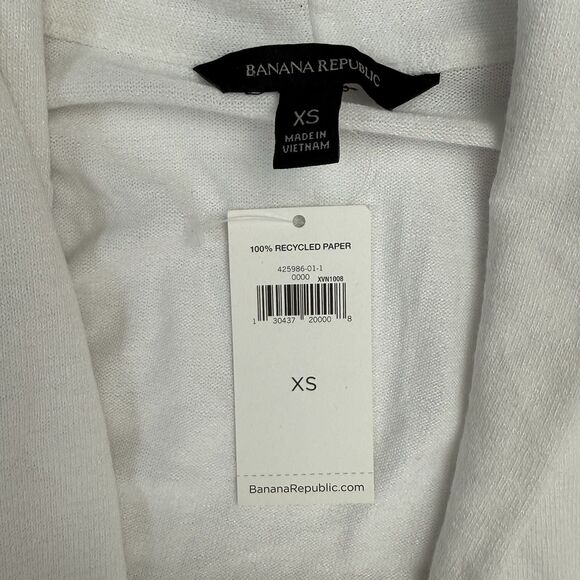 BANANA REPUBLIC
XS
MADE IN
VIETNAM
100% RECYCLED PAPER
425986-01-1
0000 XVN1008
1 30437 20000 8
XS
BananaRepublic.com